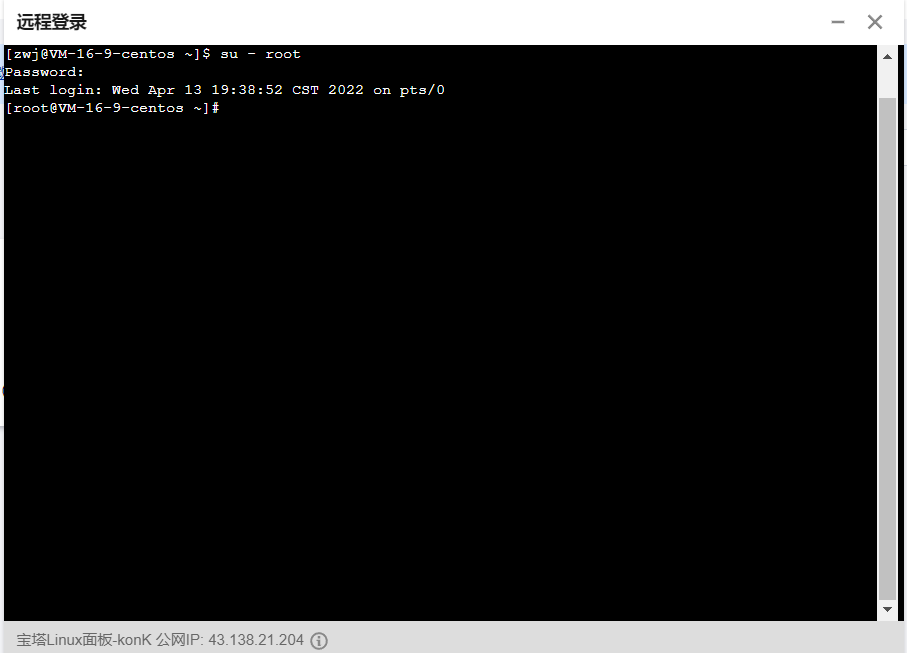 远程登录
[zwj@VM-16-9-centos ~]$ su - root
Password:
Last login: Wed Apr 13 19:38:52 CST 2022 on pts/0
[root@VM-16-9-centos ~]#
宝塔Linux面板-konK 公网IP: 43.138.21.204